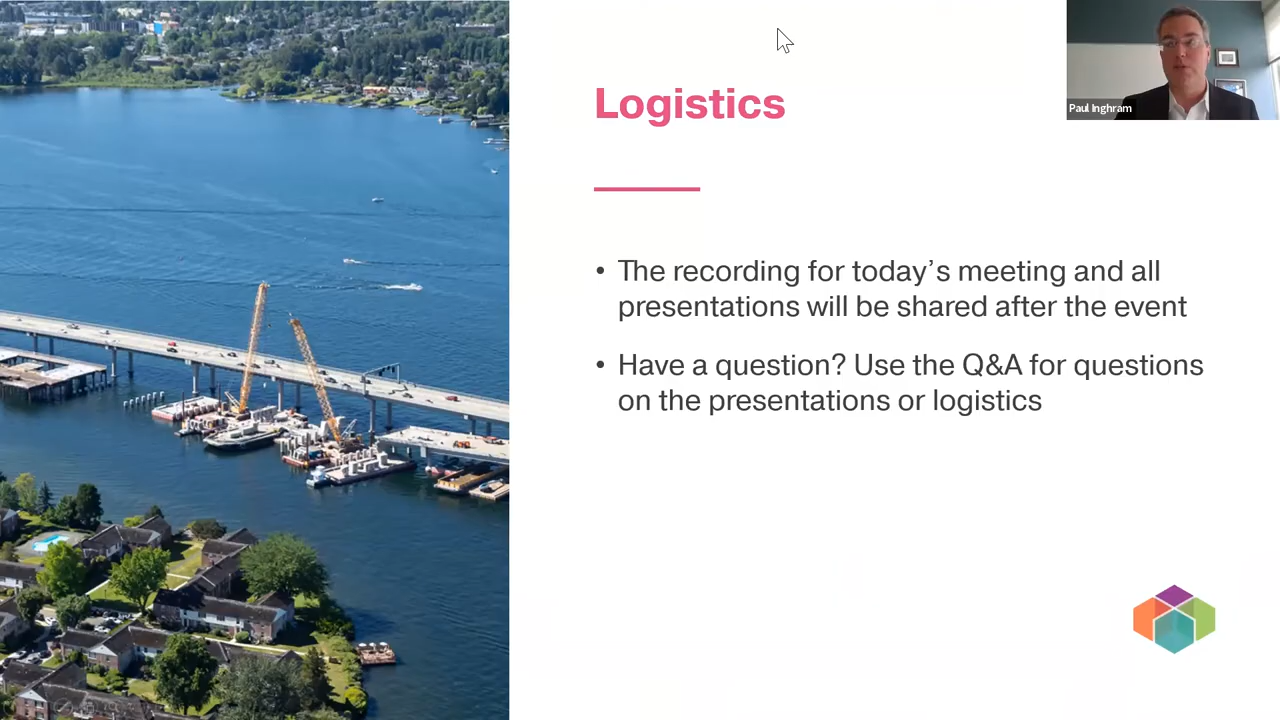 Logistics
Paul Inghram
• The recording for today’s meeting and all
presentations will be shared after the event
• Have a question? Use the Q&A for questions
on the presentations or logistics